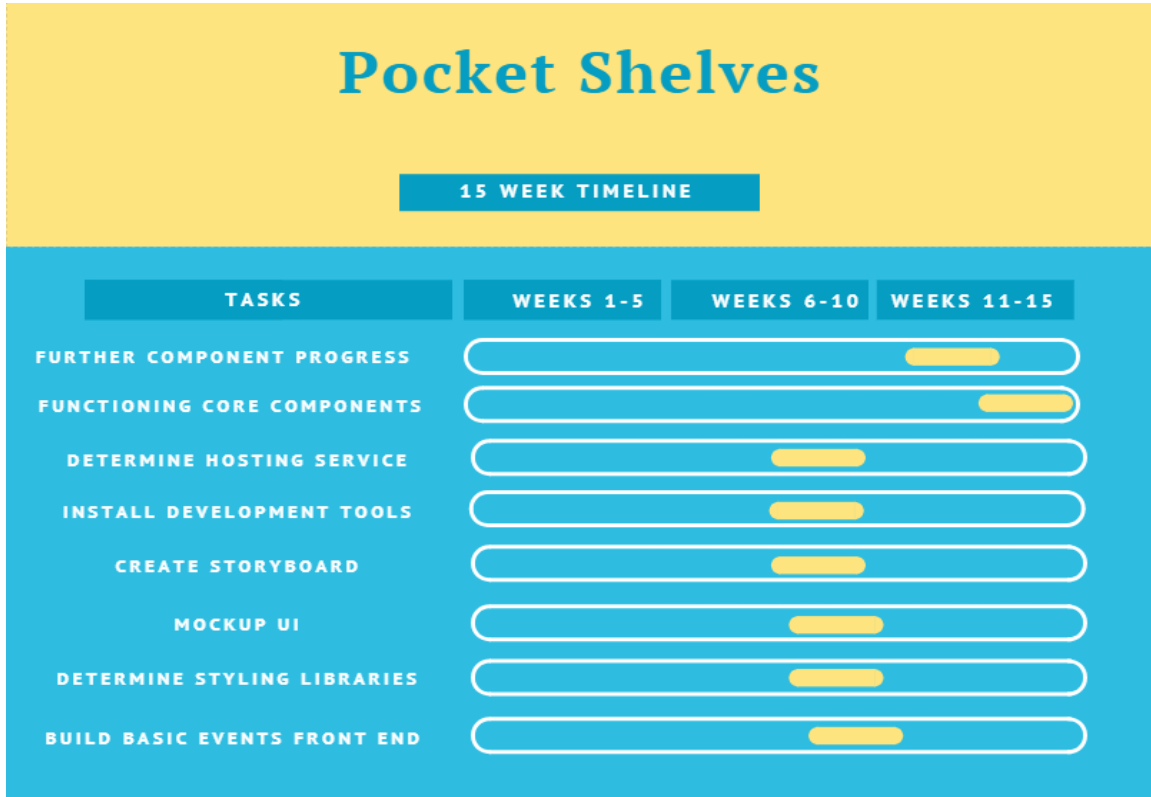 Pocket Shelves
15 WEEK TIMELINE
TASKS WEEKS 1-5 WEEKS 6-10 WEEKS 11-15
FURTHER COMPONENT PROGRESS
FUNCTIONING CORE COMPONENTS
DETERMINE HOSTING SERVICE
INSTALL DEVELOPMENT TOOLS
CREATE STORYBOARD
MOCKUP UI
DETERMINE STYLING LIBRARIES
BUILD BASIC EVENTS FRONT END